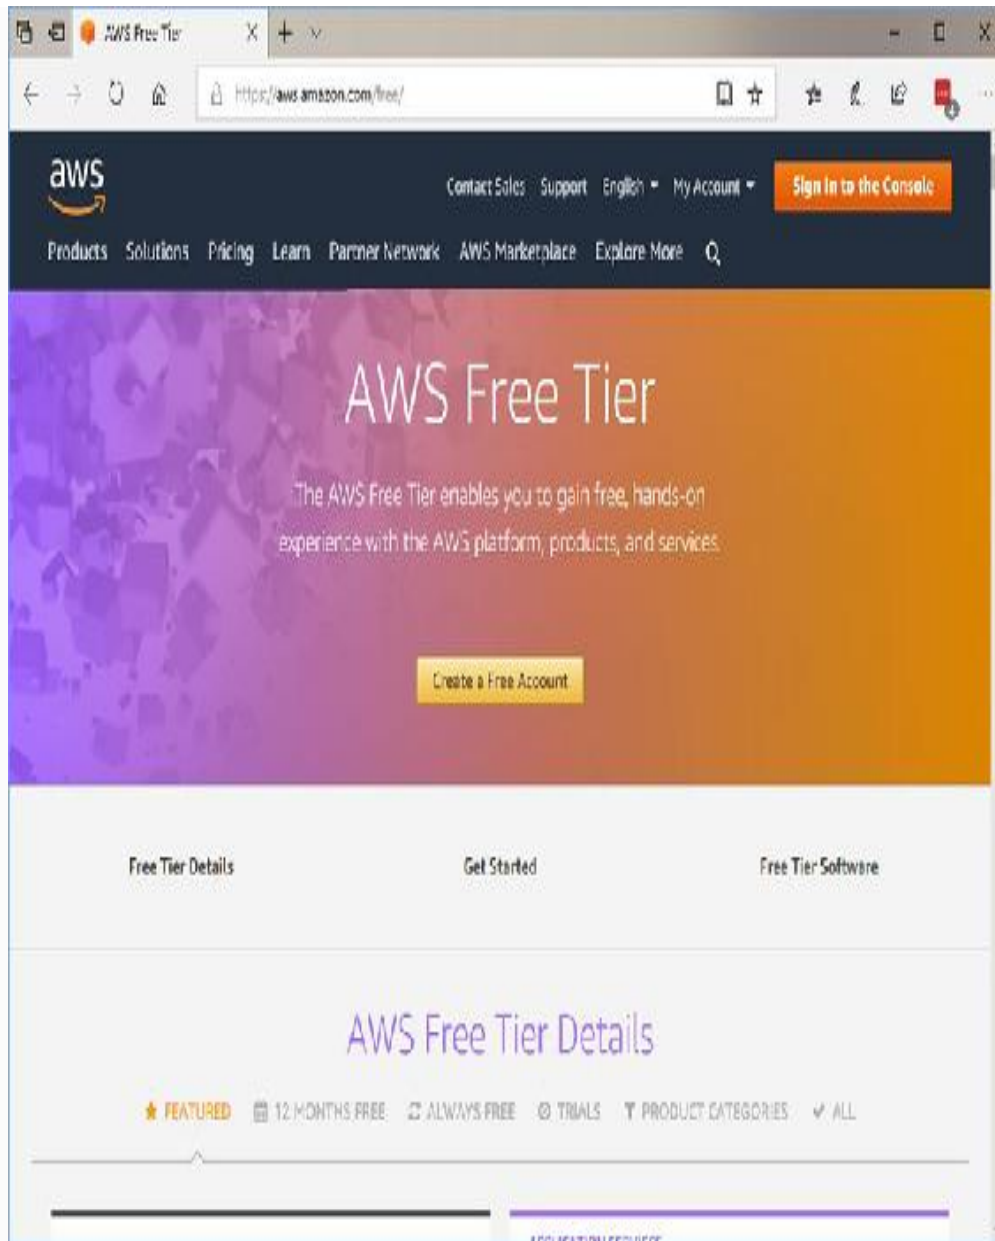 AWS Free Tier
https://aws.amazon.com/free/
aws
Contact Sales Support English My Account Sign In to the Console
Products Solutions Pricing Learn Partner Network AWS Marketplace Explore More
AWS Free Tier
The AWS Free Tier enables you to gain free, hands-on
experience with the AWS platform, products, and services.
Create a Free Account
Free Tier Details Get Started Free Tier Software
AWS Free Tier Details
FEATURED 12 MONTHS FREE ALWAYS FREE TRIALS PRODUCT CATEGORIES ALL
APPLICATION SERVICES